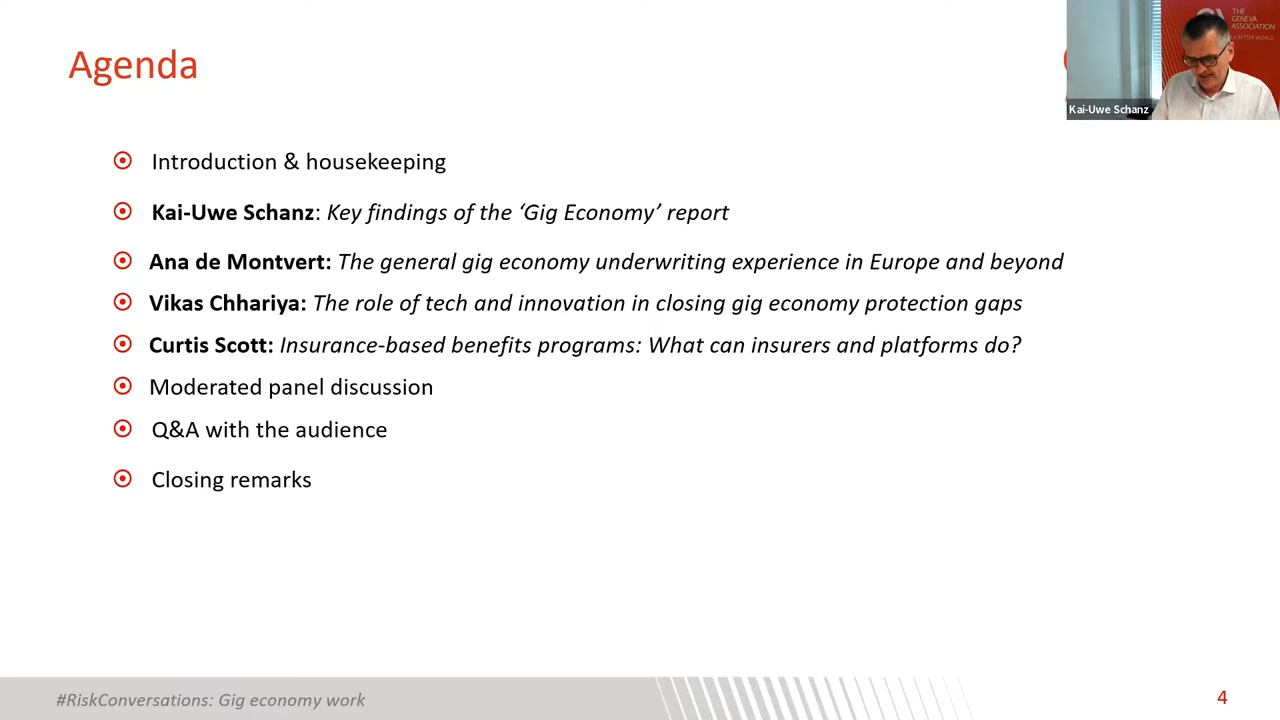 Agenda
THE
GENEVA
ASSOCIATION
Kai-Uwe Schanz
Introduction & housekeeping
Kai-Uwe Schanz: Key findings of the ‘Gig Economy’ report
Ana de Montvert: The general gig economy underwriting experience in Europe and beyond
Vikas Chhariya: The role of tech and innovation in closing gig economy protection gaps
Curtis Scott: Insurance-based benefits programs: What can insurers and platforms do?
Moderated panel discussion
Q&A with the audience
Closing remarks
#RiskConversations: Gig economy work
4